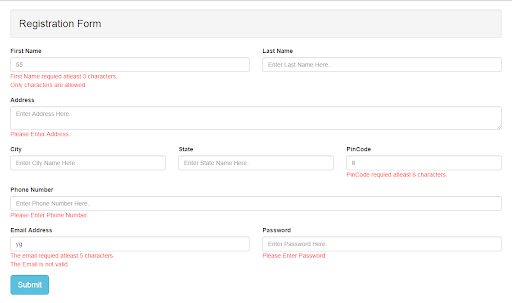 Registration Form
First Name
Last Name
55
Enter Last Name Here..
First Name requied atleast 3 characters.
Only characters are allowed.
Address
Enter Address Here..
Please Enter Address
City
State
PinCode
Enter City Name Here..
Enter State Name Here..
PinCode requied atleast 6 characters.
Phone Number
Enter Phone Number Here..
Please Enter Phone Number.
Email Address
Password
yg
Enter Password Here..
The email requied atleast 5 characters.
Please Enter Password
The Email is not valid.
Submit